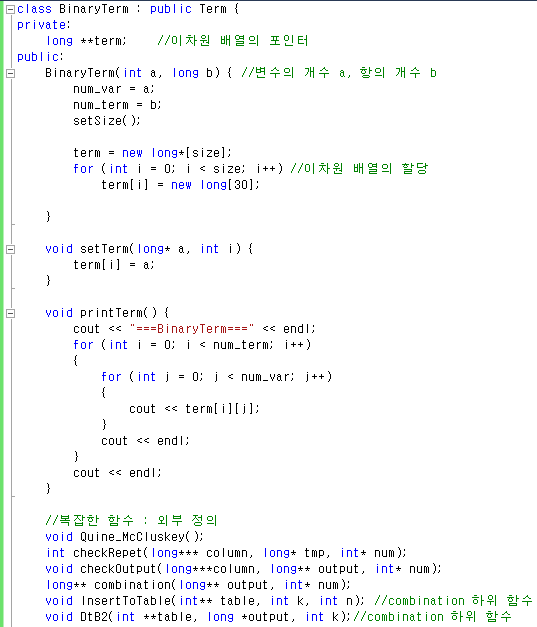 class BinaryTerm : public Term {
private:
    long **term;    //이차원 배열의 포인터
public:
    BinaryTerm(int a, long b) { //변수의 개수 a, 항의 개수 b
        num_var = a;
        num_term = b;
        setSize();
        term = new long*[size];
        for (int i = 0; i < size; i++) //이차원 배열의 할당
            term[i] = new long[30];
    }
    void setTerm(long* a, int i) {
        term[i] = a;
    }
    void printTerm() {
        cout << "===BinaryTerm===" << endl;
        for (int i = 0; i < num_term; i++)
        {
            for (int j = 0; j < num_var; j++)
            {
                cout << term[i][j];
            }
            cout << endl;
        }
        cout << endl;
    }
    //복잡한 함수 : 외부 정의
    void Quine_McCluskey();
    int checkRepet(long*** column, long* tmp, int* num);
    void checkOutput(long***column, long** output, int* num);
    long** combination(long** output, int* num);
    void InsertToTable(int** table, int k, int n); //combination 하위 함수
    void DtB2(int **table, long *output, int k);//combination 하위 함수